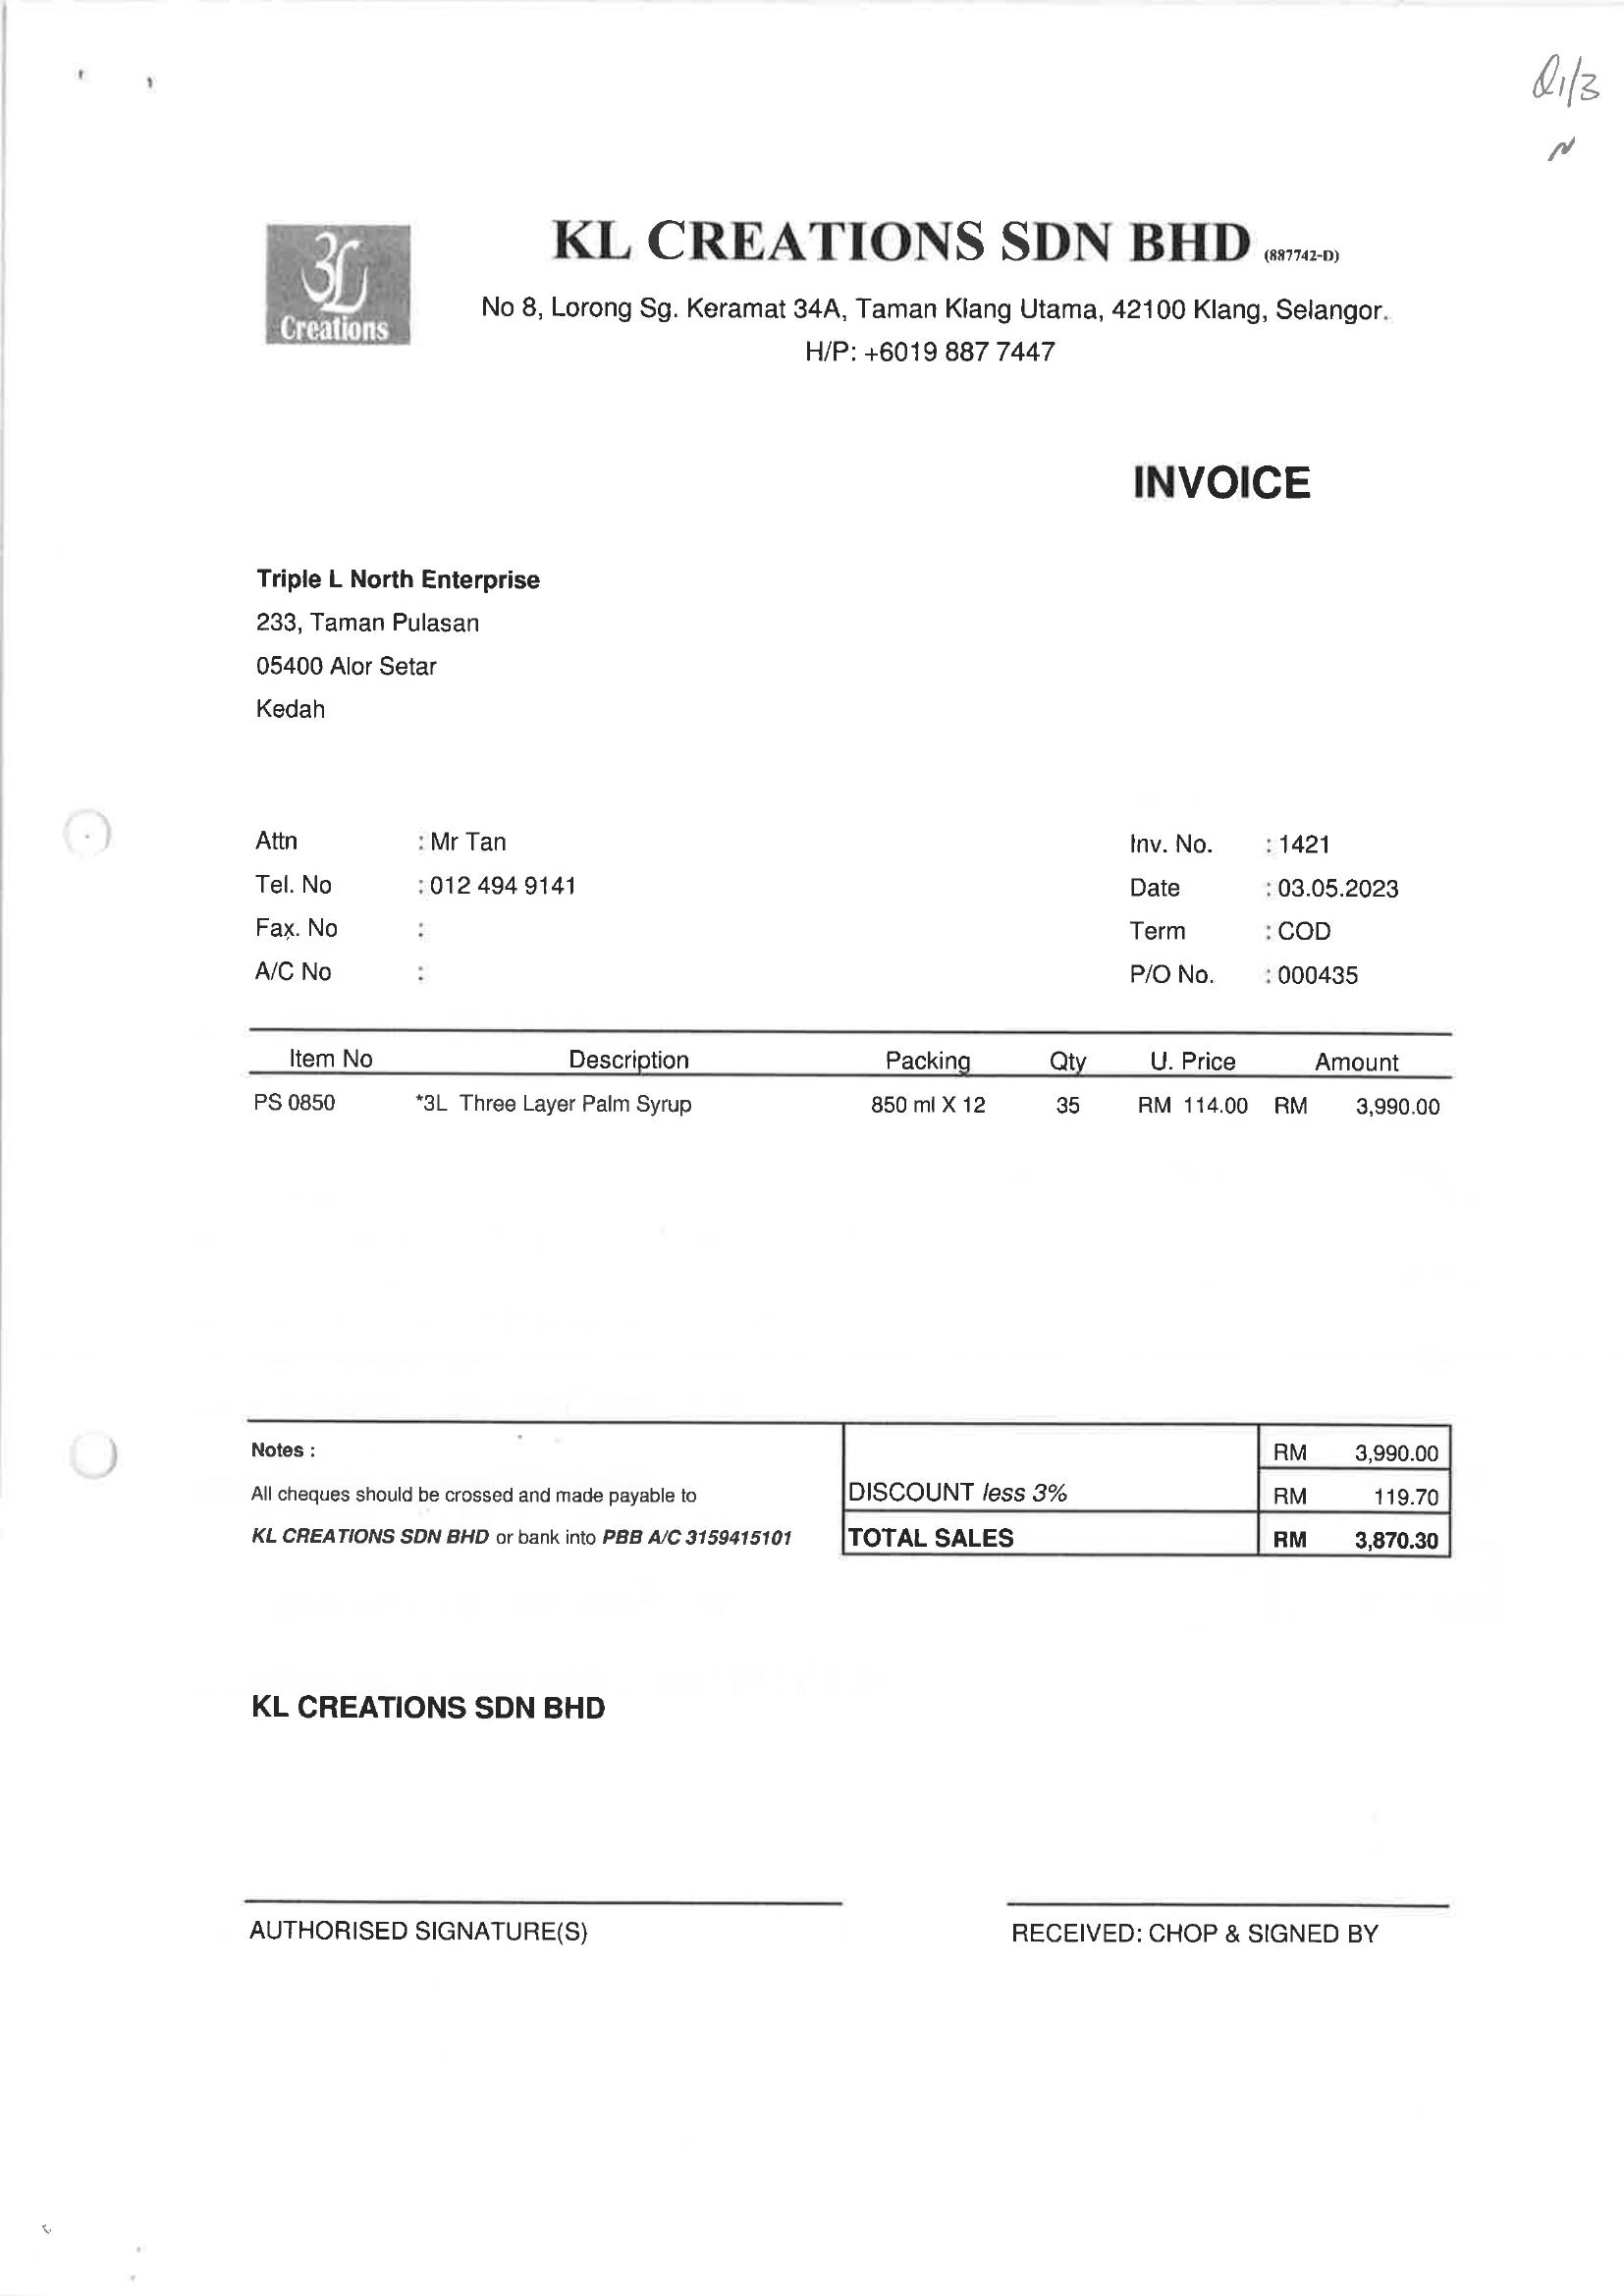 Q1/3
3L
Creations
KL CREATIONS SDN BHD (887742-D)
No 8, Lorong Sg. Keramat 34A, Taman Klang Utama, 42100 Klang, Selangor.
H/P: +6019 887 7447
INVOICE
Triple L North Enterprise
233, Taman Pulasan
05400 Alor Setar
Kedah
Attn : Mr Tan Inv. No. : 1421
Tel. No : 012 494 9141 Date : 03.05.2023
Fax. No : Term : COD
A/C No : P/O No. : 000435
Item No Description Packing Qty U. Price Amount
PS 0850 *3L Three Layer Palm Syrup 850 ml X 12 35 RM 114.00 RM 3,990.00
Notes : RM 3,990.00
All cheques should be crossed and made payable to DISCOUNT less 3% RM 119.70
KL CREATIONS SDN BHD or bank into PBB A/C 3159415101 TOTAL SALES RM 3,870.30
KL CREATIONS SDN BHD
AUTHORISED SIGNATURE(S) RECEIVED: CHOP & SIGNED BY